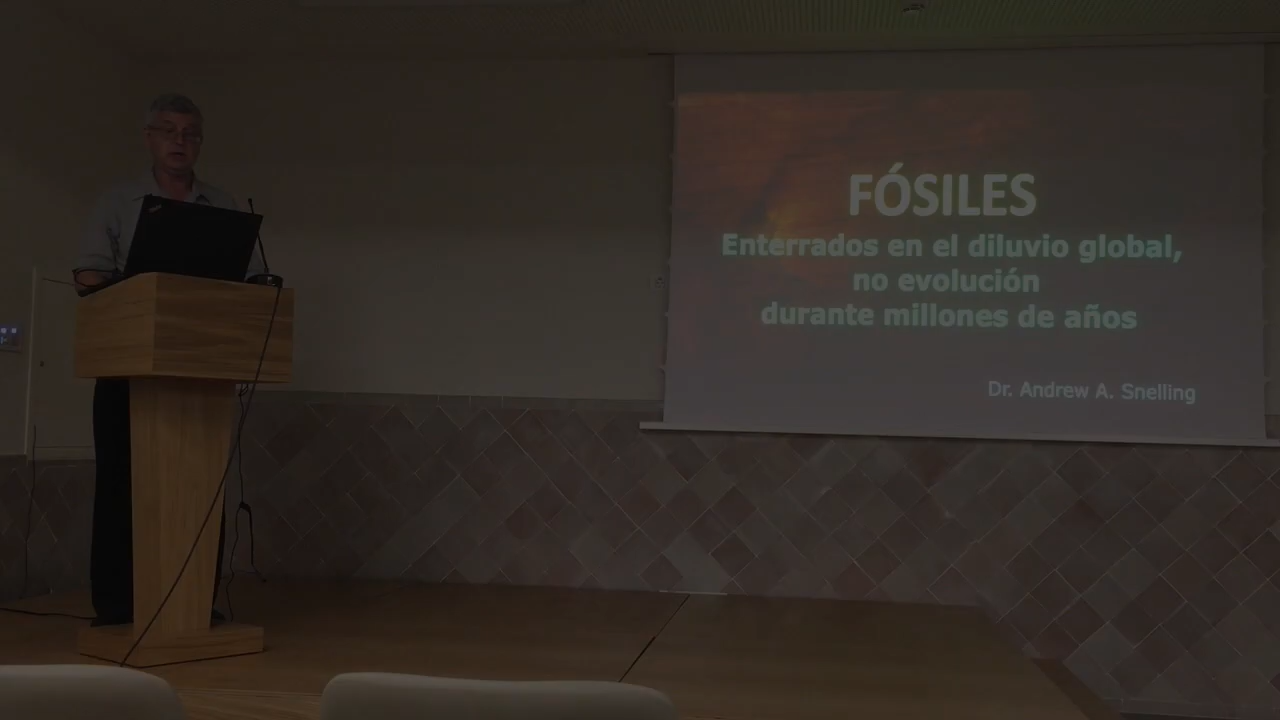 FÓSILES
Enterrados en el diluvio global,
no evolución
durante millones de años
Dr. Andrew A. Snelling